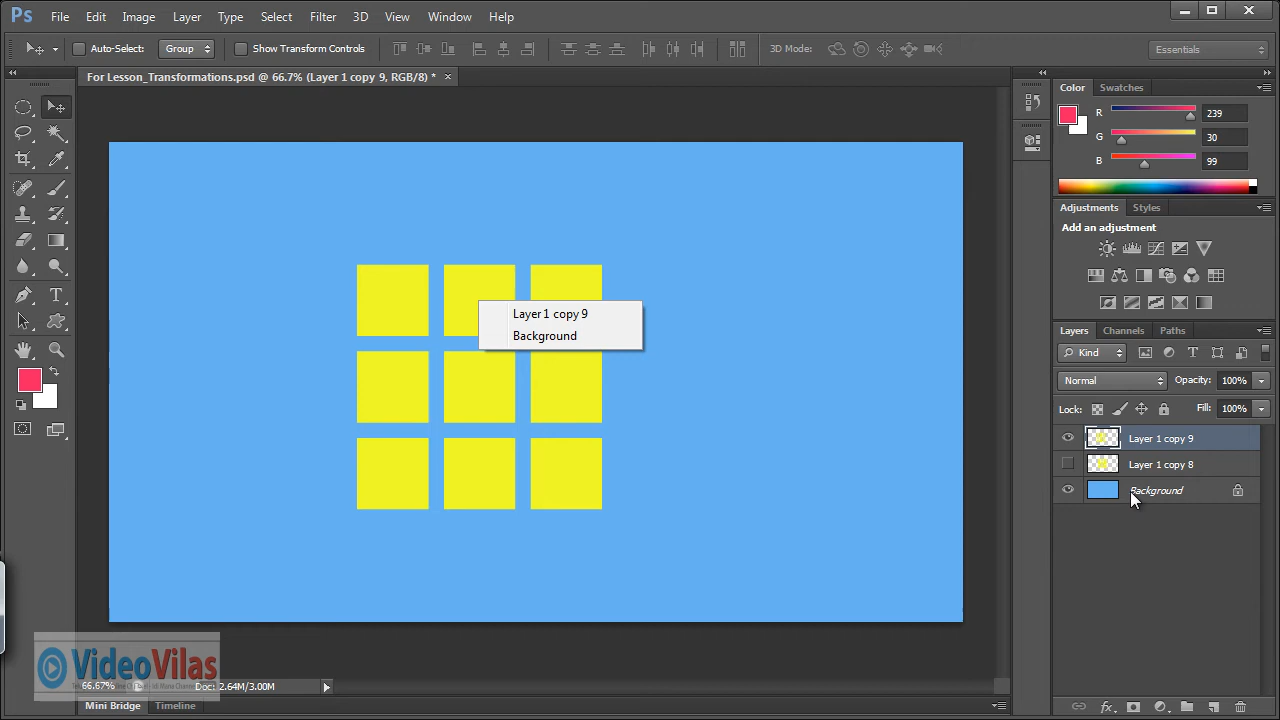 Ps File Edit Image Layer Type Select Filter 3D View Window Help
Auto-Select: Group Show Transform Controls 3D Mode: Essentials
For Lesson_Transformations.psd @ 66.7% (Layer 1 copy 9, RGB/8) * ×
Color Swatches
R 239
G 30
B 99
Adjustments Styles
Add an adjustment
Layer 1 copy 9
Background
Layers Channels Paths
Kind
Normal Opacity: 100%
Lock: Fill: 100%
Layer 1 copy 9
Layer 1 copy 8
Background
VideoVilas
66.67% Doc: 2.64M/3.00M
Mini Bridge Timeline